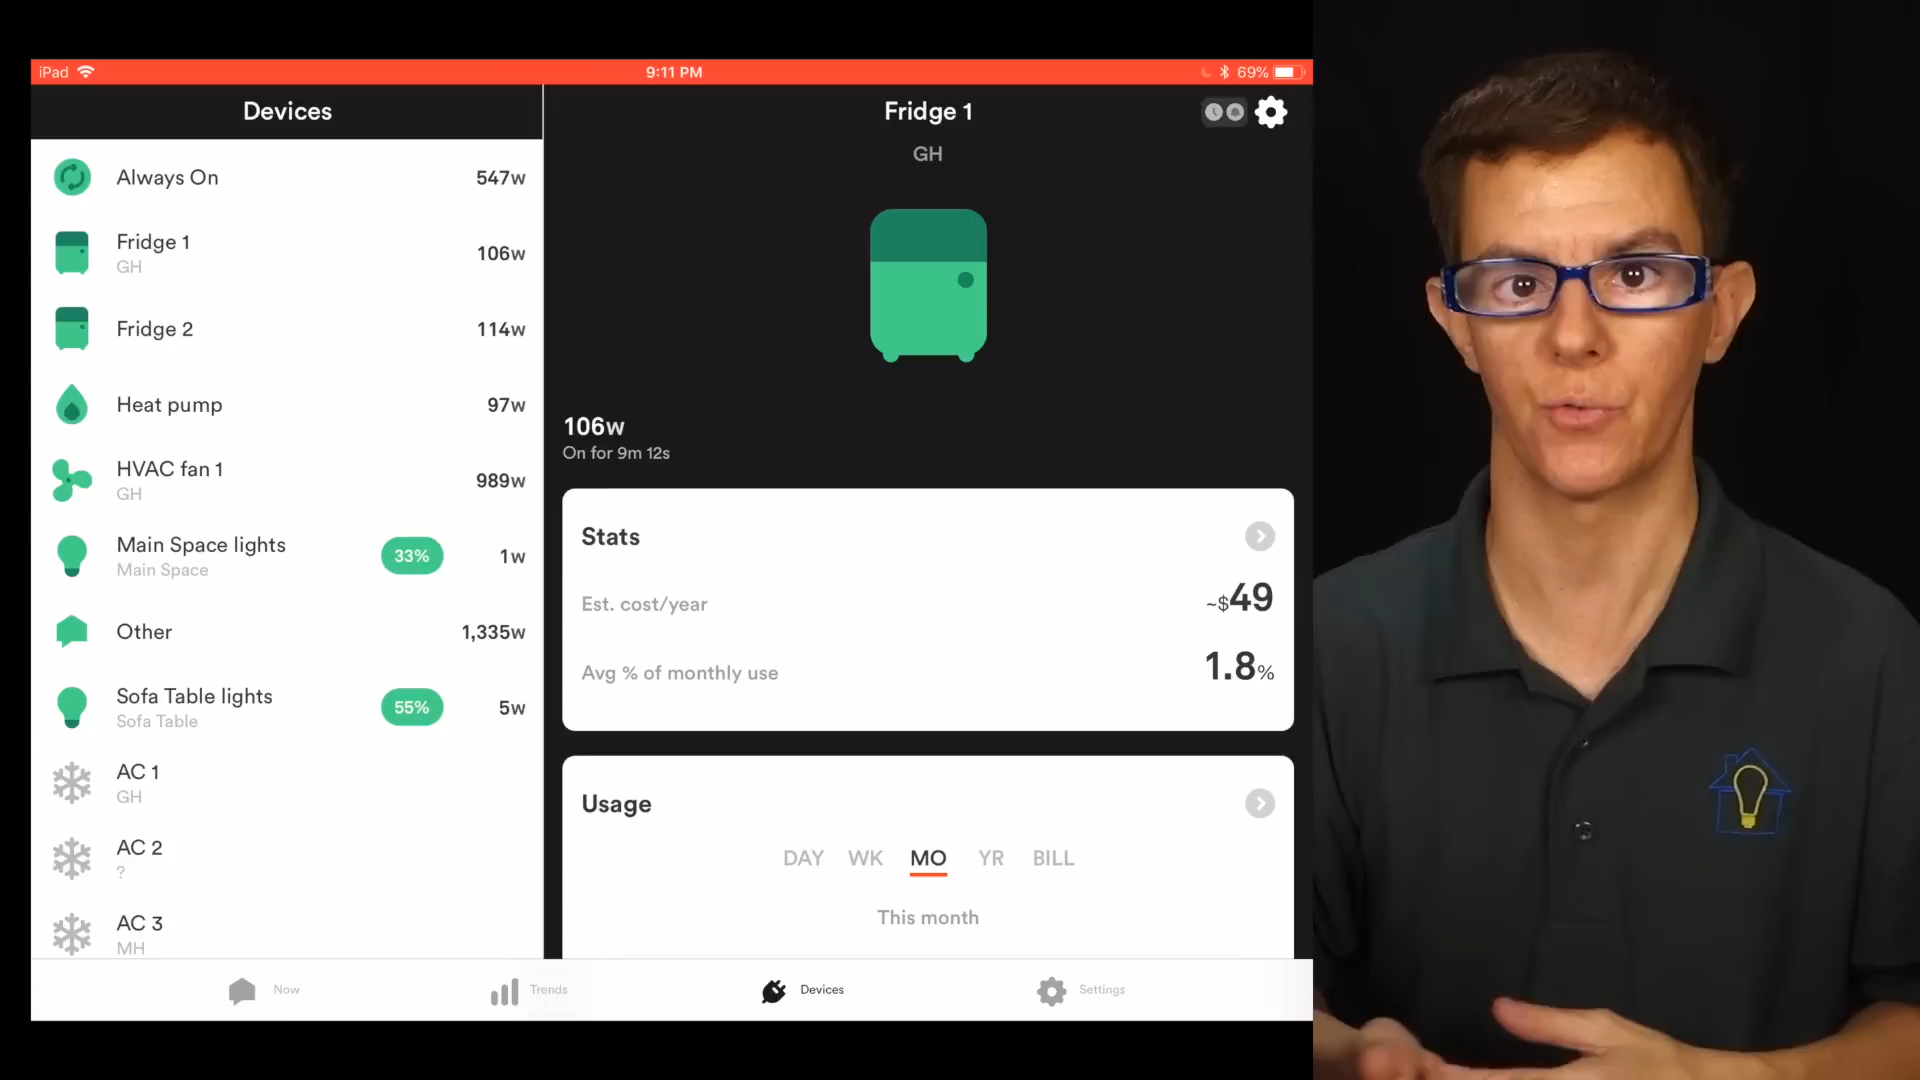 iPad
9:11 PM
69%
Devices
Always On 547w
Fridge 1
GH
106w
Fridge 2 114w
Heat pump 97w
HVAC fan 1
GH
989w
Main Space lights
Main Space
33% 1w
Other 1,335w
Sofa Table lights
Sofa Table
55% 5w
AC 1
GH
AC 2
?
AC 3
MH
Fridge 1
GH
106w
On for 9m 12s
Stats
Est. cost/year ~$49
Avg % of monthly use 1.8%
Usage
DAY WK MO YR BILL
This month
Now Trends Devices Settings